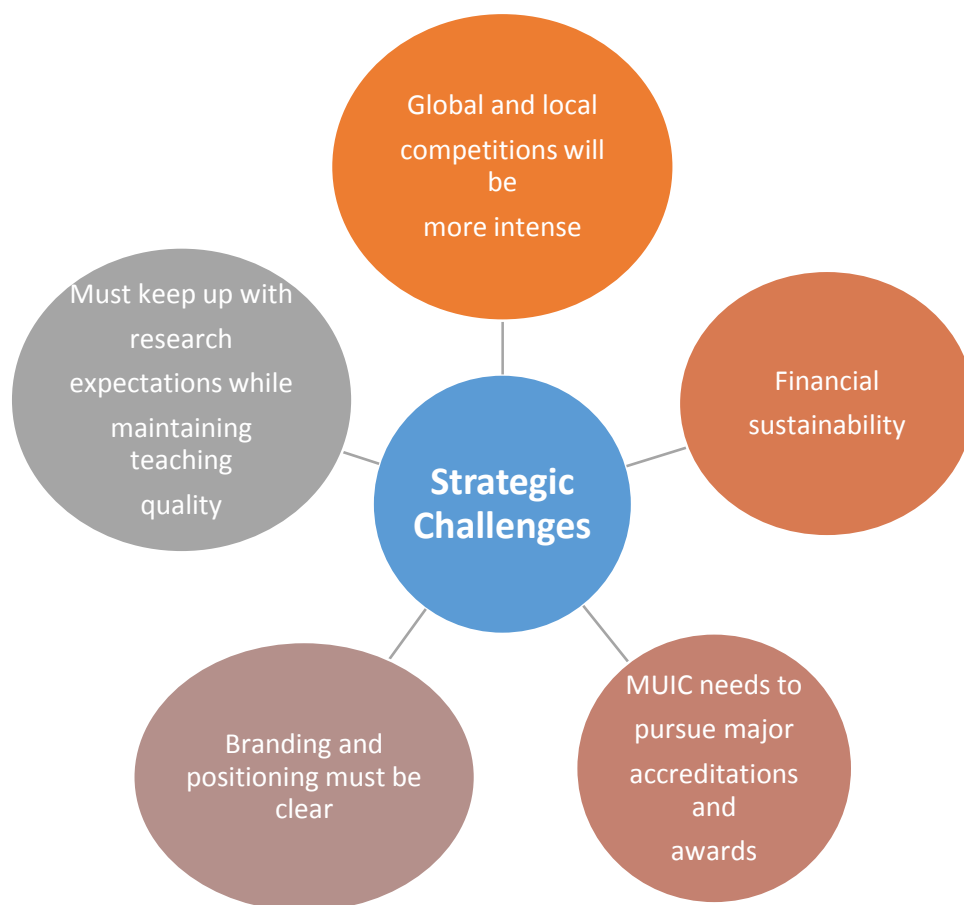 Global and local
competitions will
be
more intense
Must keep up with
research
expectations while
maintaining
teaching
quality
Financial
sustainability
Strategic
Challenges
Branding and
positioning must be
clear
MUIC needs to
pursue major
accreditations
and
awards